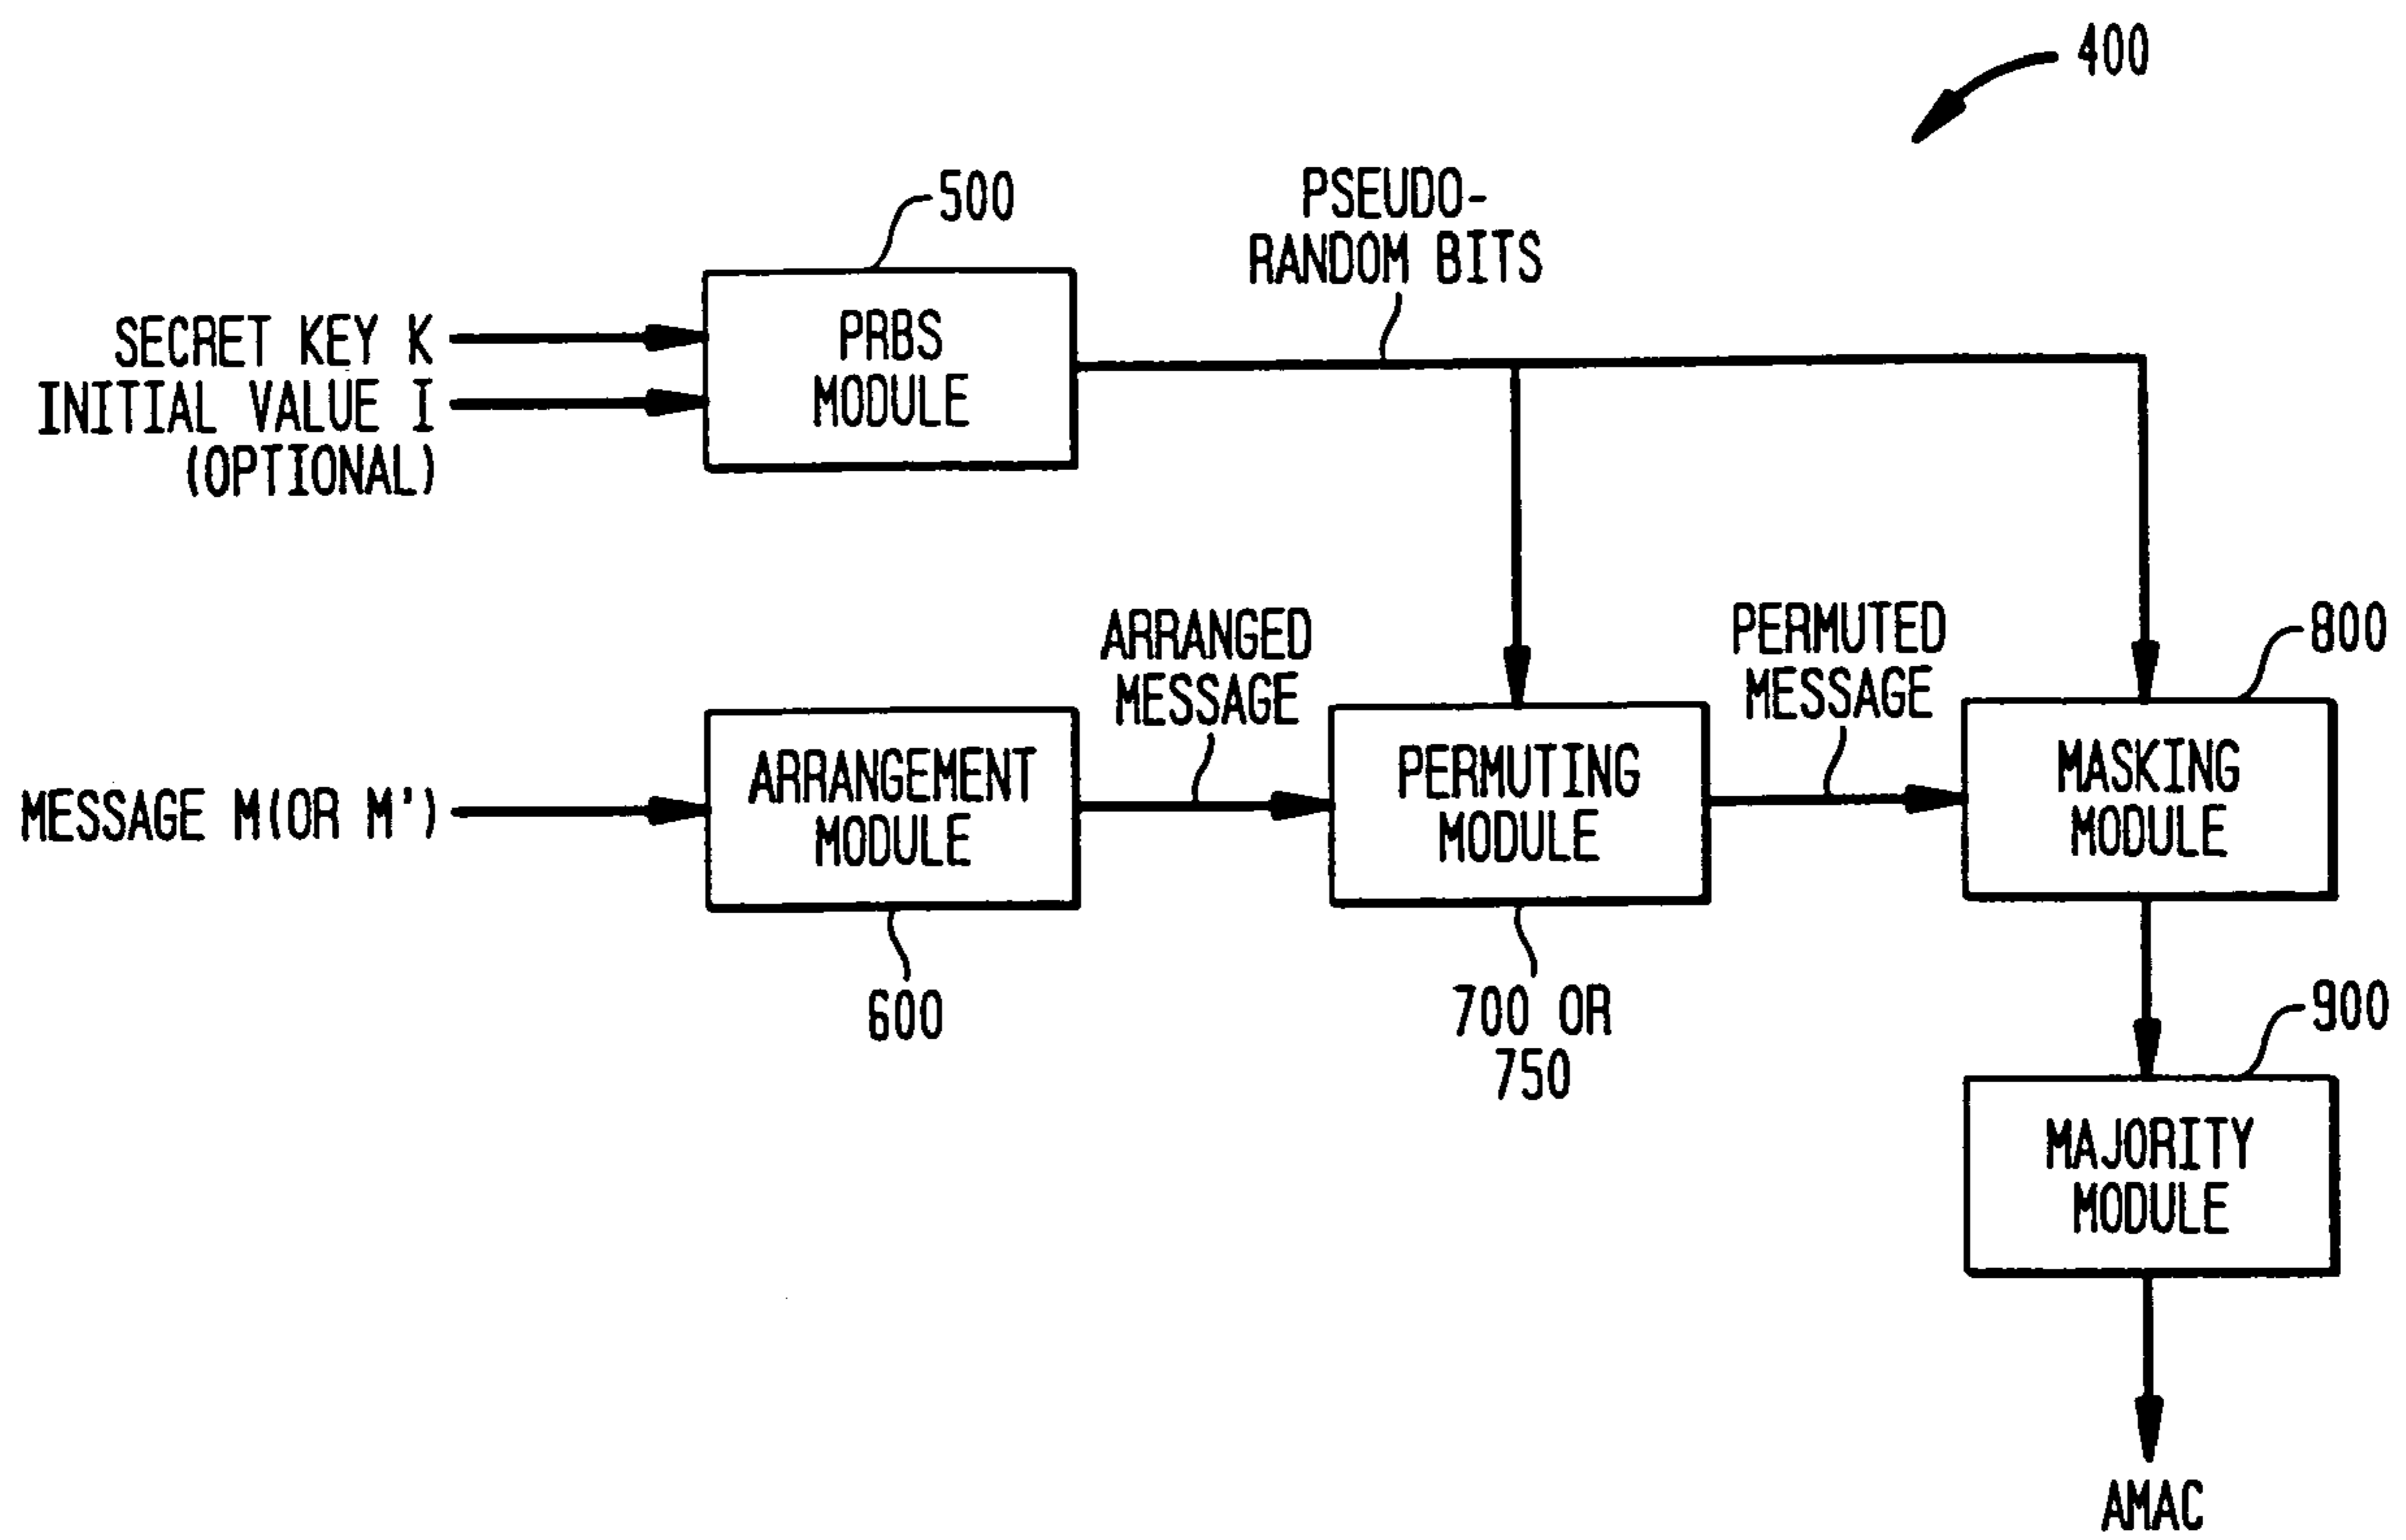 400
500
PSEUDO-
RANDOM BITS
SECRET KEY K
INITIAL VALUE I
(OPTIONAL)
PRBS
MODULE
ARRANGED
MESSAGE
PERMUTED
MESSAGE
800
MESSAGE M(OR M')
ARRANGEMENT
MODULE
PERMUTING
MODULE
MASKING
MODULE
600
700 OR
750
900
MAJORITY
MODULE
AMAC